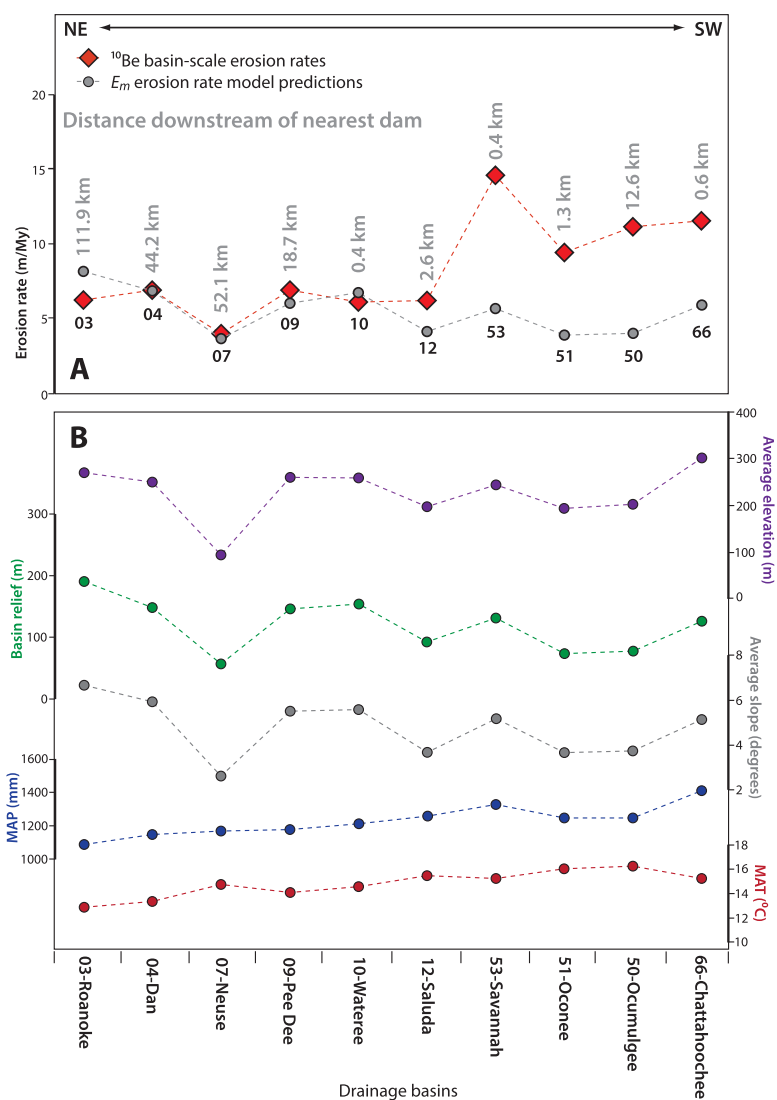 NE SW
¹⁰Be basin-scale erosion rates
Em erosion rate model predictions
Distance downstream of nearest dam
Erosion rate (m/My)
20
15
10
5
0
111.9 km
44.2 km
52.1 km
18.7 km
0.4 km
2.6 km
0.4 km
1.3 km
12.6 km
0.6 km
03
04
07
09
10
12
53
51
50
66
A
B
Average elevation (m)
400
300
200
100
0
Basin relief (m)
300
200
100
0
Average slope (degrees)
8
6
4
2
MAP (mm)
1600
1400
1200
1000
MAT (⁰C)
18
16
14
12
10
03-Roanoke
04-Dan
07-Neuse
09-Pee Dee
10-Wateree
12-Saluda
53-Savannah
51-Oconee
50-Ocumulgee
66-Chattahoochee
Drainage basins